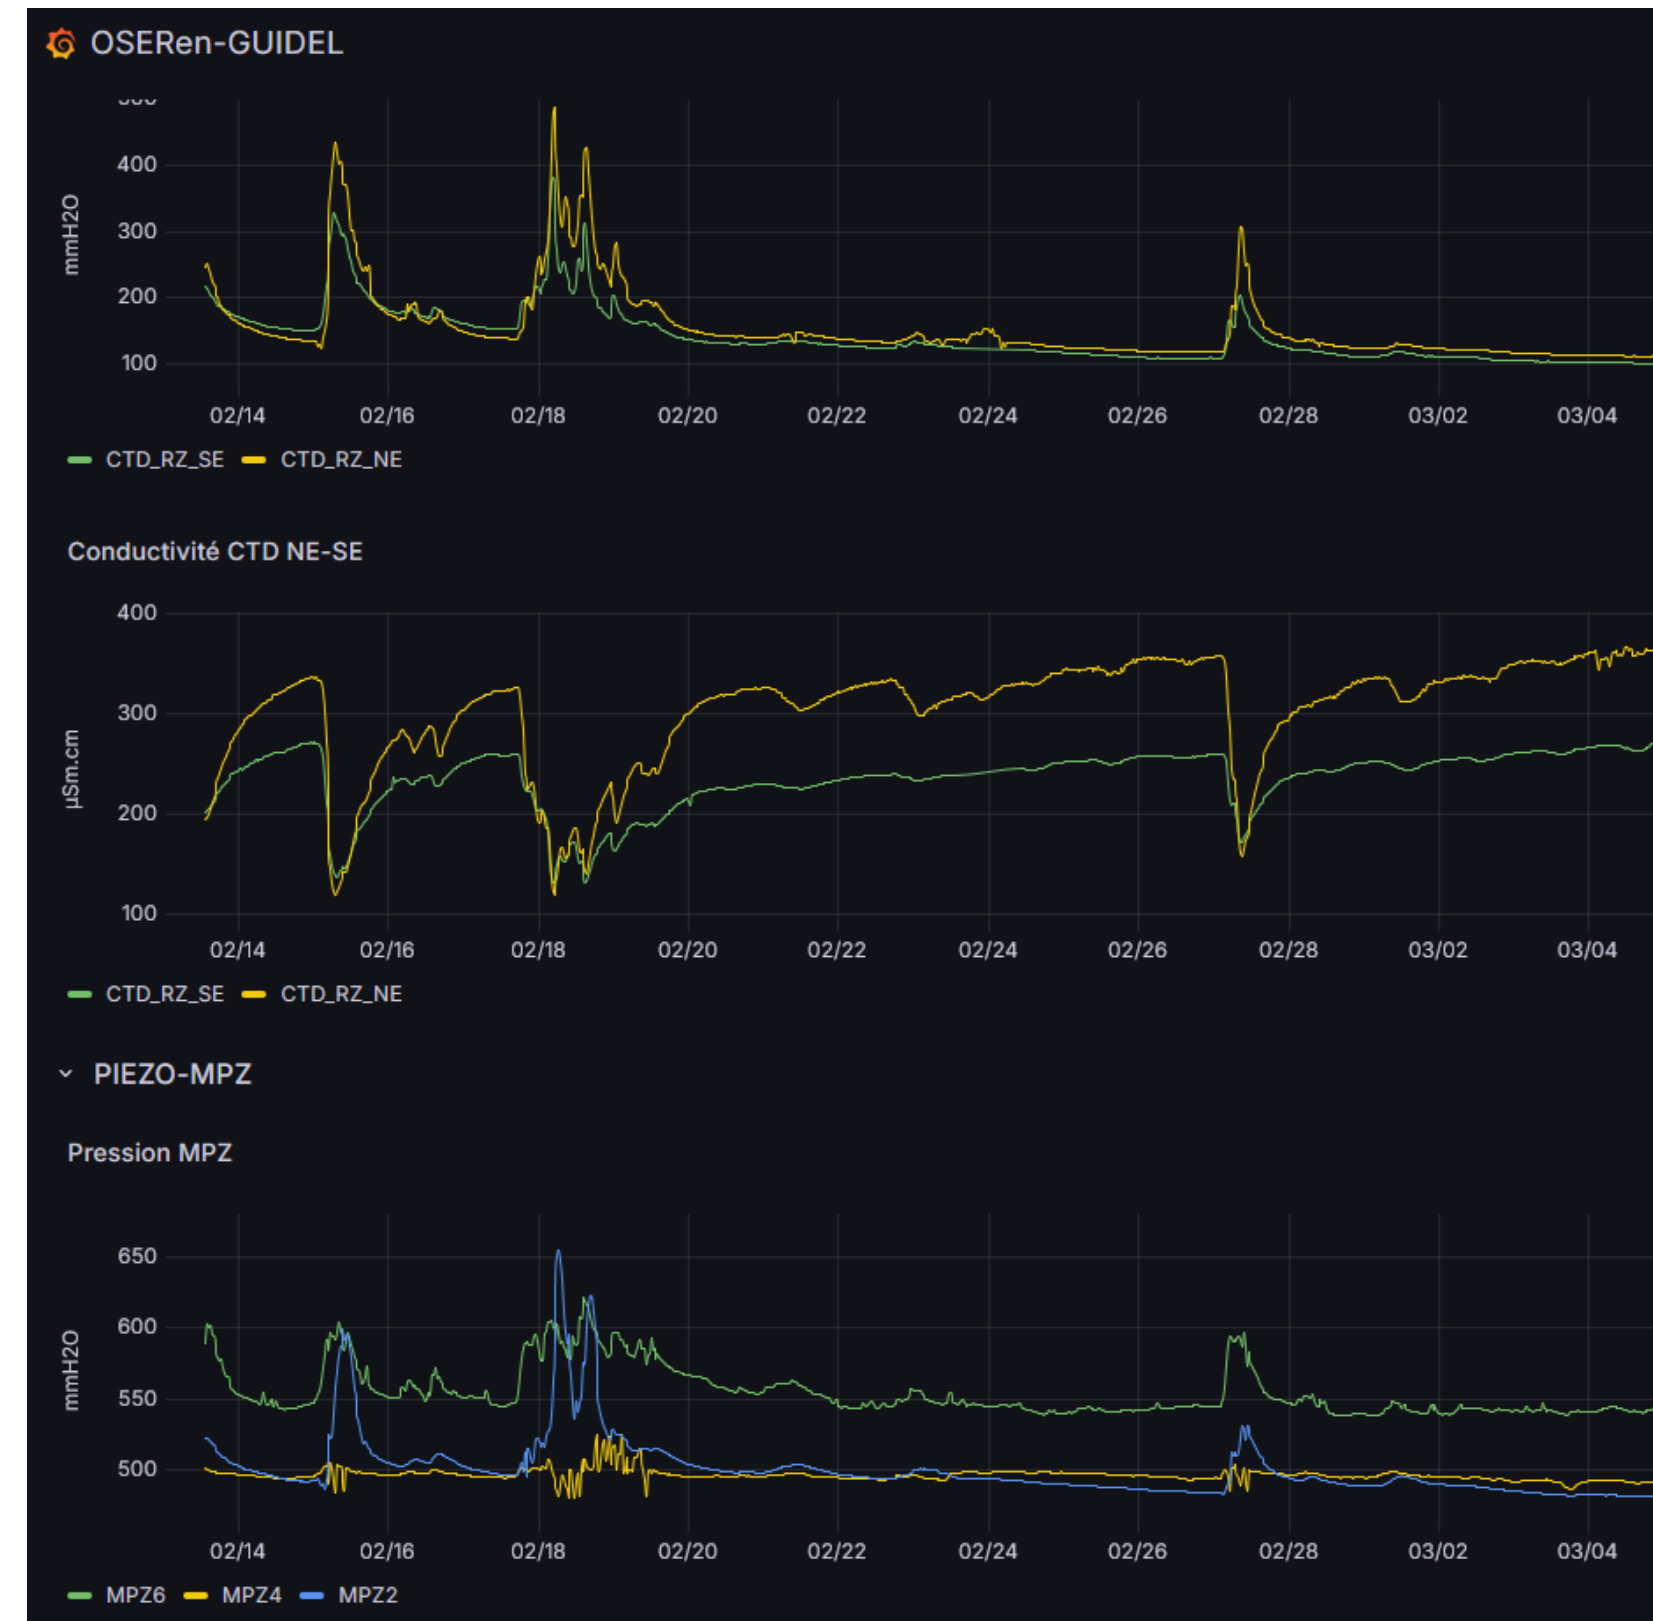 OSERen-GUIDEL
400
300
200
100
mmH2O
02/14 02/16 02/18 02/20 02/22 02/24 02/26 02/28 03/02 03/04
CTD_RZ_SE CTD_RZ_NE
Conductivité CTD NE-SE
400
300
200
100
µSm.cm
02/14 02/16 02/18 02/20 02/22 02/24 02/26 02/28 03/02 03/04
CTD_RZ_SE CTD_RZ_NE
PIEZO-MPZ
Pression MPZ
650
600
550
500
mmH2O
02/14 02/16 02/18 02/20 02/22 02/24 02/26 02/28 03/02 03/04
MPZ6 MPZ4 MPZ2